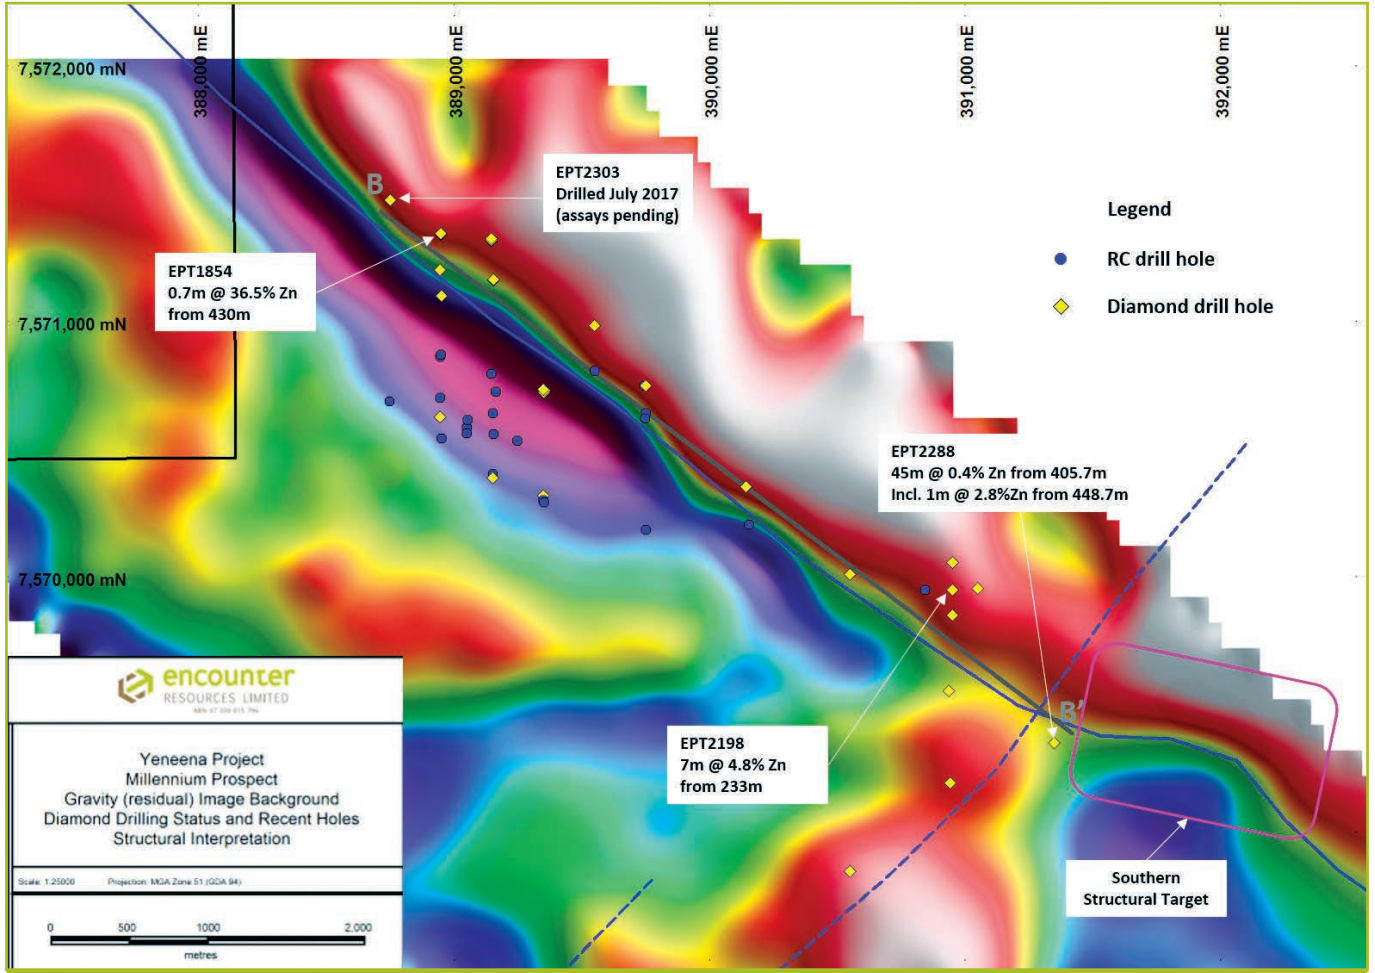 388,000 mE
389,000 mE
390,000 mE
391,000 mE
392,000 mE
7,572,000 mN
7,571,000 mN
7,570,000 mN
B
EPT2303
Drilled July 2017
(assays pending)
EPT1854
0.7m @ 36.5% Zn
from 430m
Legend
RC drill hole
Diamond drill hole
EPT2288
45m @ 0.4% Zn from 405.7m
Incl. 1m @ 2.8%Zn from 448.7m
B’
EPT2198
7m @ 4.8% Zn
from 233m
Southern
Structural Target
encounter
RESOURCES LIMITED
Yeneena Project
Millennium Prospect
Gravity (residual) Image Background
Diamond Drilling Status and Recent Holes
Structural Interpretation
Scale: 1:25000 Projection: MGA Zone 51 (GDA 94)
0 500 1000 2,000
metres